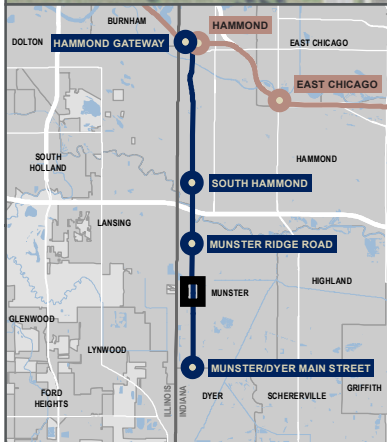 BURNHAM
HAMMOND
DOLTON
HAMMOND GATEWAY
EAST CHICAGO
EAST CHICAGO
SOUTH
HOLLAND
HAMMOND
SOUTH HAMMOND
LANSING
MUNSTER RIDGE ROAD
HIGHLAND
MUNSTER
GLENWOOD
LYNWOOD
MUNSTER/DYER MAIN STREET
FORD
HEIGHTS
ILLINOIS
INDIANA
DYER
SCHERERVILLE
GRIFFITH